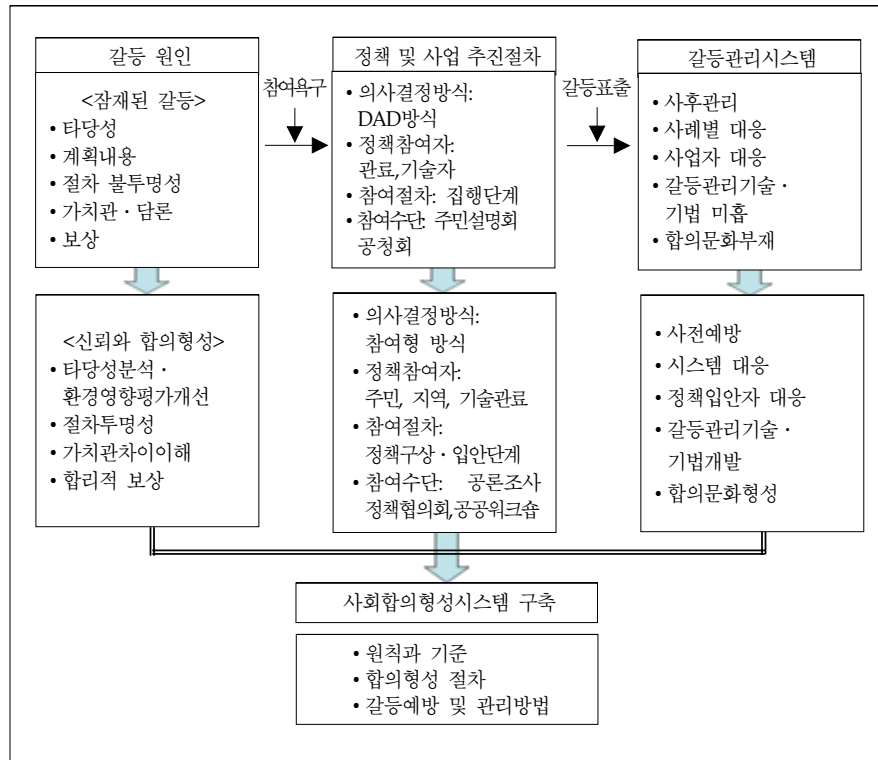 갈등 원인
<잠재된 갈등>
• 타당성
• 계획내용
• 절차 불투명성
• 가치관 · 담론
• 보상
참여욕구
정책 및 사업 추진절차
• 의사결정방식:
DAD방식
• 정책참여자:
관료,기술자
• 참여절차: 집행단계
• 참여수단: 주민설명회
공청회
갈등표출
갈등관리시스템
• 사후관리
• 사례별 대응
• 사업자 대응
• 갈등관리기술 ·
기법 미흡
• 합의문화부재
<신뢰와 합의형성>
• 타당성분석 ·
환경영향평가개선
• 절차투명성
• 가치관차이이해
• 합리적 보상
• 의사결정방식:
참여형 방식
• 정책참여자:
주민, 지역, 기술관료
• 참여절차:
정책구상 · 입안단계
• 참여수단: 공론조사
정책협의회,공공워크숍
• 사전예방
• 시스템 대응
• 정책입안자 대응
• 갈등관리기술 ·
기법개발
• 합의문화형성
사회합의형성시스템 구축
• 원칙과 기준
• 합의형성 절차
• 갈등예방 및 관리방법